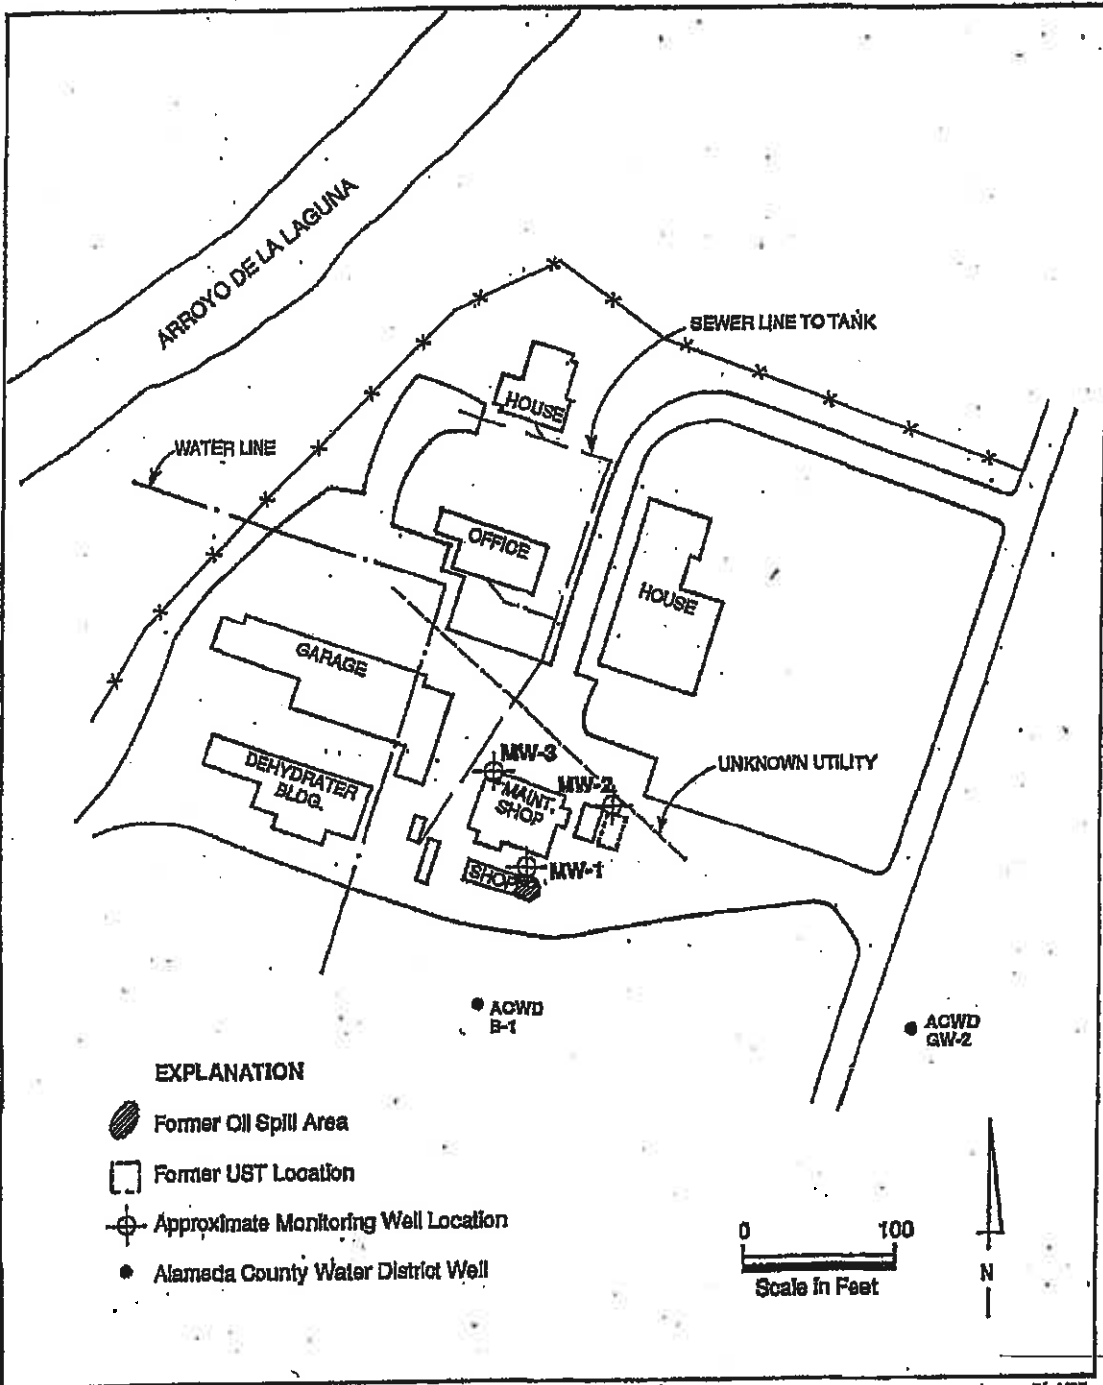 ARROYO DE LA LAGUNA
SEWER LINE TO TANK
HOUSE
WATER LINE
OFFICE
HOUSE
GARAGE
MW-3
UNKNOWN UTILITY
DEHYDRATER
BLDG.
MW-2
MAINT.
SHOP
MW-1
SHOP
ACWD
B-1
ACWD
GW-2
EXPLANATION
Former Oil Spill Area
Former UST Location
Approximate Monitoring Well Location
Alameda County Water District Well
0 100
Scale in Feet
N